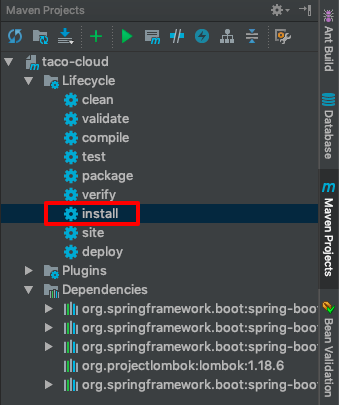 Maven Projects
taco-cloud
Lifecycle
clean
validate
compile
test
package
verify
install
site
deploy
Plugins
Dependencies
org.springframework.boot:spring-boo
org.springframework.boot:spring-boo
org.springframework.boot:spring-boo
org.projectlombok:lombok:1.18.6
org.springframework.boot:spring-boo
Ant Build
Database
Maven Projects
Bean Validation